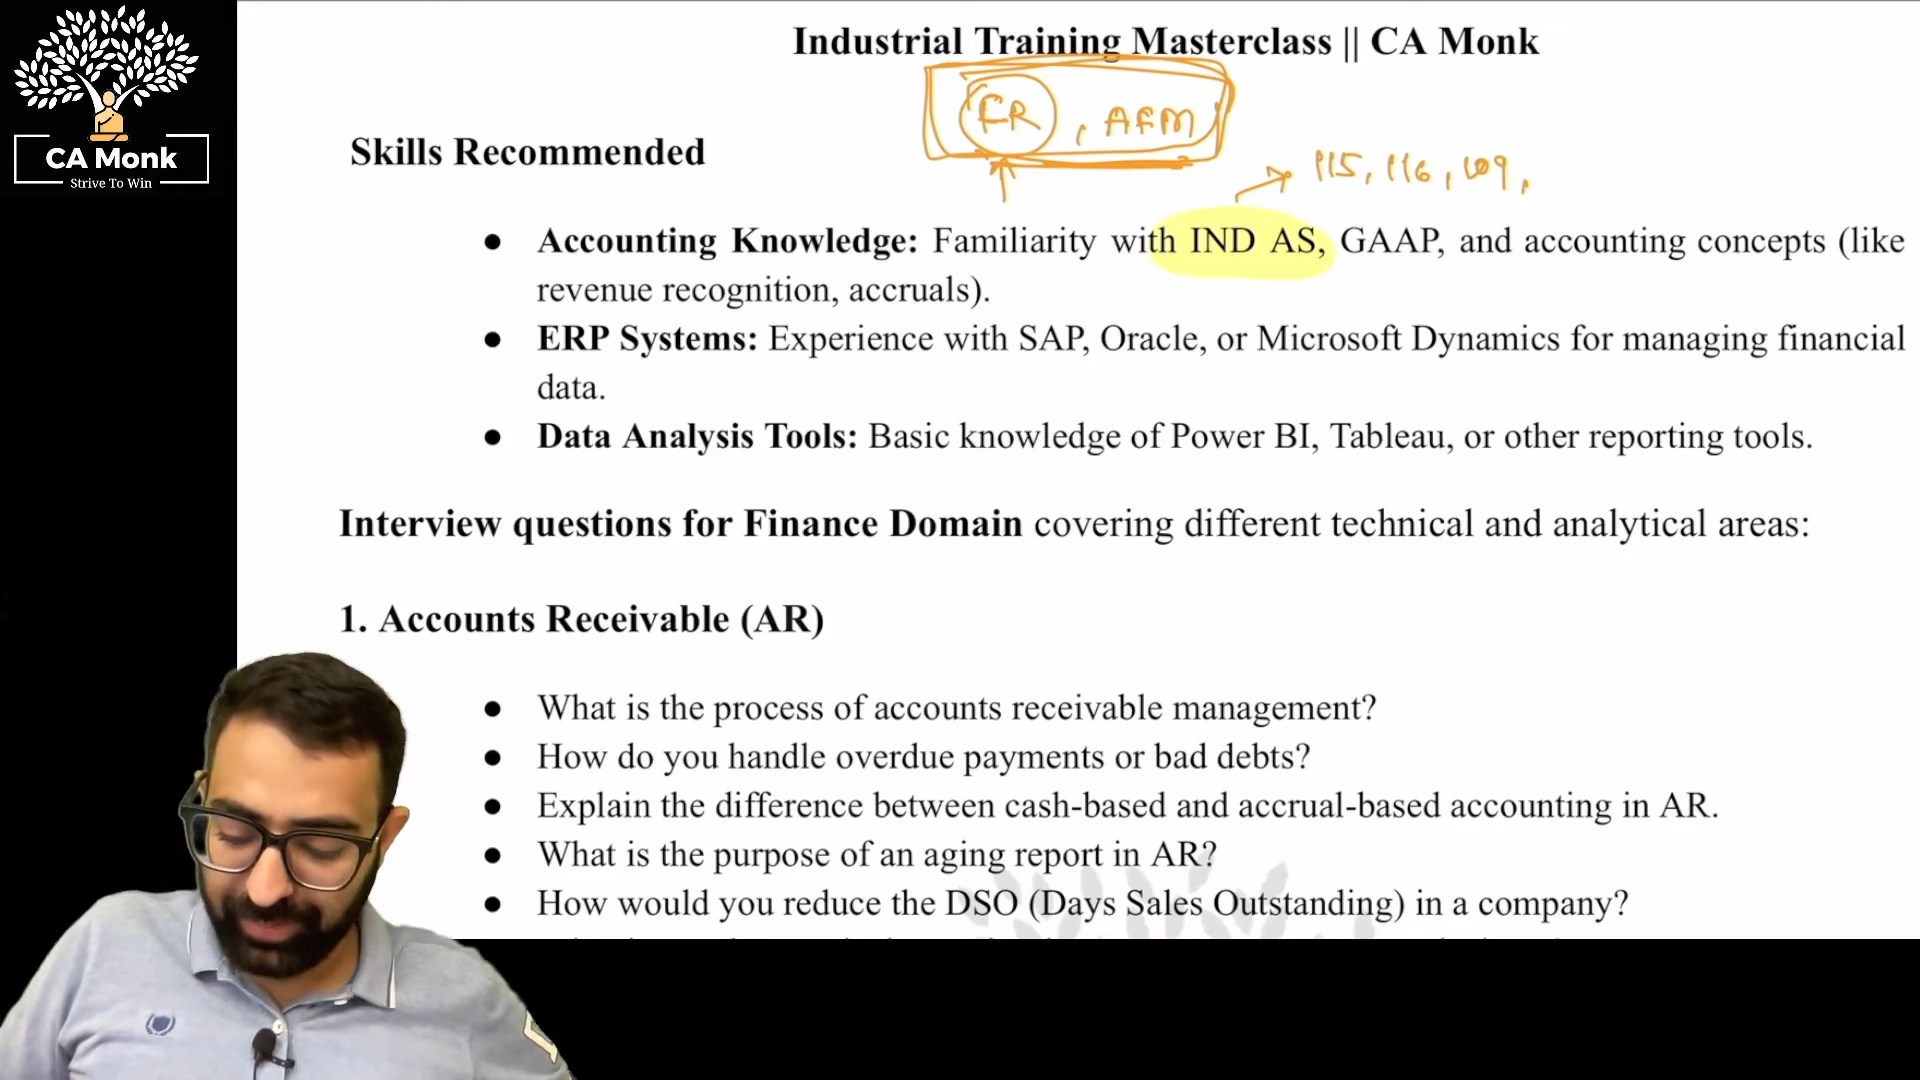 Industrial Training Masterclass || CA Monk
FR, AFM
Skills Recommended
115, 116, 109,
● Accounting Knowledge: Familiarity with IND AS, GAAP, and accounting concepts (like
revenue recognition, accruals).
● ERP Systems: Experience with SAP, Oracle, or Microsoft Dynamics for managing financial
data.
● Data Analysis Tools: Basic knowledge of Power BI, Tableau, or other reporting tools.
Interview questions for Finance Domain covering different technical and analytical areas:
1. Accounts Receivable (AR)
● What is the process of accounts receivable management?
● How do you handle overdue payments or bad debts?
● Explain the difference between cash-based and accrual-based accounting in AR.
● What is the purpose of an aging report in AR?
● How would you reduce the DSO (Days Sales Outstanding) in a company?
CA Monk
Strive To Win